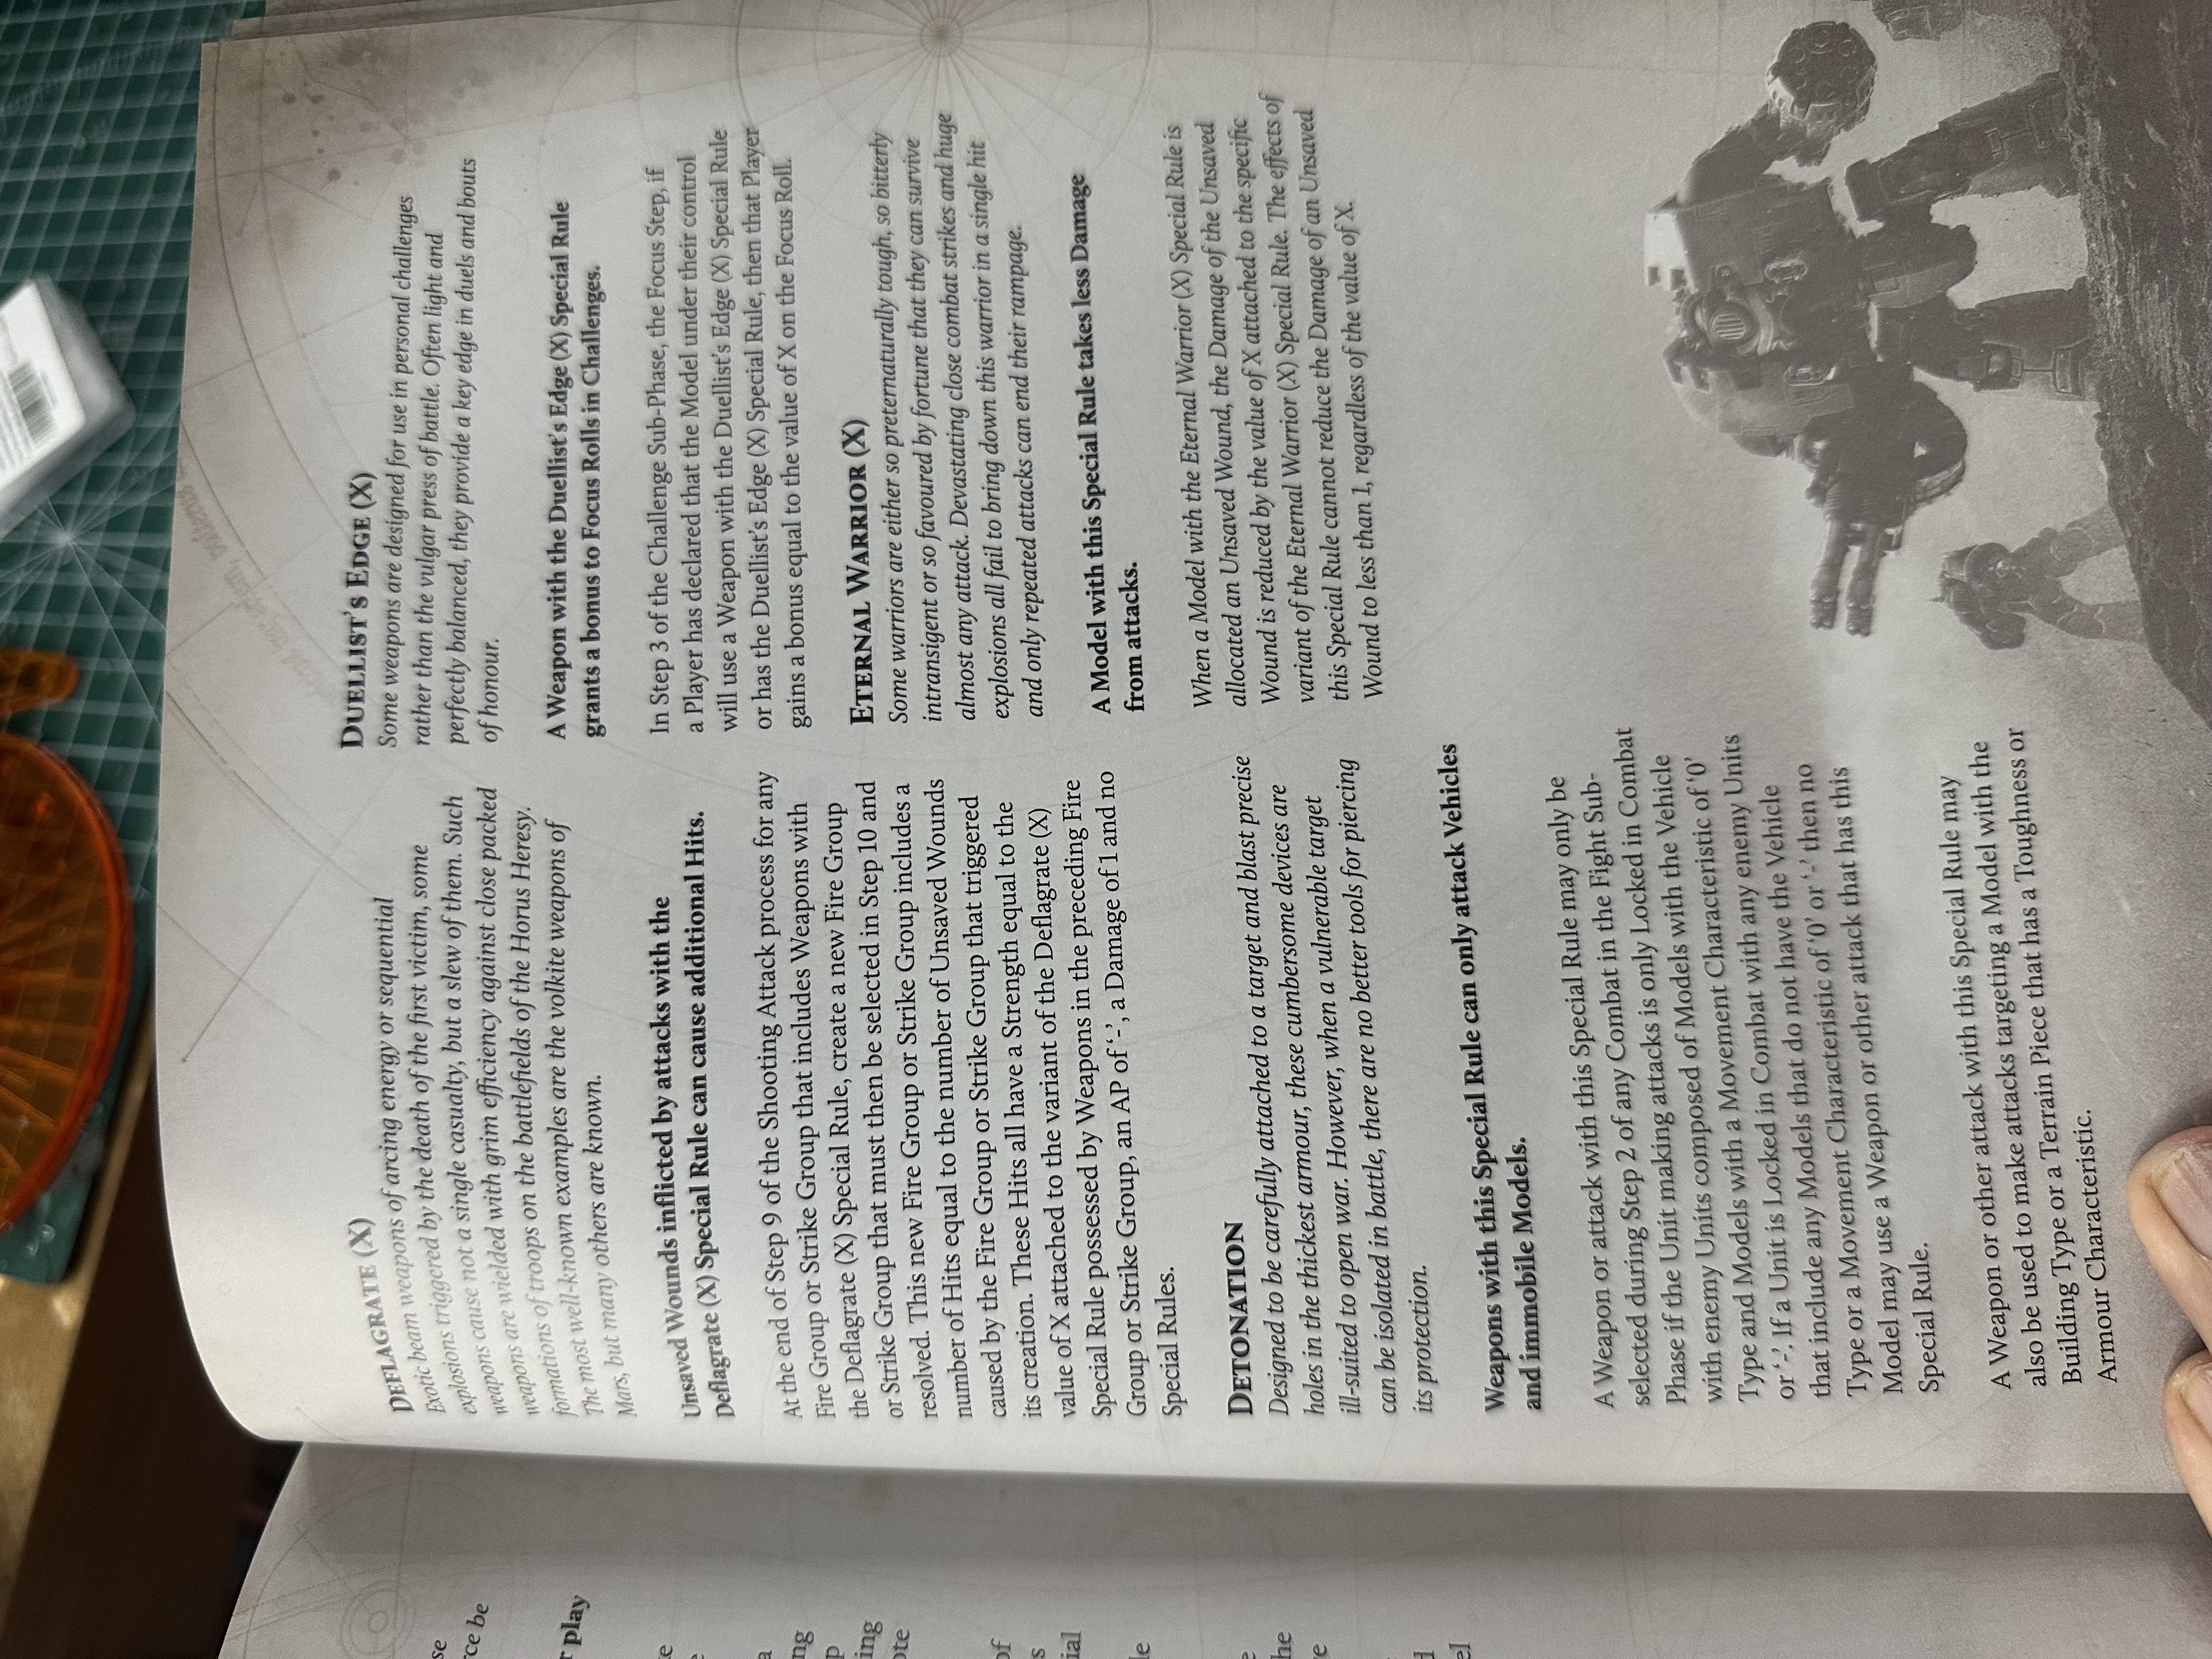 se
rce be
r play
ng
p
ing
ote
of
s
ial
le
e
he
e
d
el
DEFLAGRATE (X)
Exotic beam weapons of arcing energy or sequential
explosions triggered by the death of the first victim, some
weapons cause not a single casualty, but a slew of them. Such
weapons are wielded with grim efficiency against close packed
formations of troops on the battlefields of the Horus Heresy.
The most well-known examples are the volkite weapons of
Mars, but many others are known.
Unsaved Wounds inflicted by attacks with the
Deflagrate (X) Special Rule can cause additional Hits.
At the end of Step 9 of the Shooting Attack process for any
Fire Group or Strike Group that includes Weapons with
the Deflagrate (X) Special Rule, create a new Fire Group
or Strike Group that must then be selected in Step 10 and
resolved. This new Fire Group or Strike Group includes a
number of Hits equal to the number of Unsaved Wounds
caused by the Fire Group or Strike Group that triggered
its creation. These Hits all have a Strength equal to the
value of X attached to the variant of the Deflagrate (X)
Special Rule possessed by Weapons in the preceding Fire
Group or Strike Group, an AP of ‘-’, a Damage of 1 and no
Special Rules.
DETONATION
Designed to be carefully attached to a target and blast precise
holes in the thickest armour, these cumbersome devices are
ill-suited to open war. However, when a vulnerable target
can be isolated in battle, there are no better tools for piercing
its protection.
Weapons with this Special Rule can only attack Vehicles
and immobile Models.
A Weapon or attack with this Special Rule may only be
selected during Step 2 of any Combat in the Fight Sub-
Phase if the Unit making attacks is only Locked in Combat
with enemy Units composed of Models with the Vehicle
Type and Models with a Movement Characteristic of ‘0’
or ‘-’. If a Unit is Locked in Combat with any enemy Units
that include any Models that do not have the Vehicle
Type or a Movement Characteristic of ‘0’ or ‘-’ then no
Model may use a Weapon or other attack that has this
Special Rule.
A Weapon or other attack with this Special Rule may
also be used to make attacks targeting a Model with the
Building Type or a Terrain Piece that has a Toughness or
Armour Characteristic.
DUELLIST’S EDGE (X)
Some weapons are designed for use in personal challenges
rather than the vulgar press of battle. Often light and
perfectly balanced, they provide a key edge in duels and bouts
of honour.
A Weapon with the Duellist’s Edge (X) Special Rule
grants a bonus to Focus Rolls in Challenges.
In Step 3 of the Challenge Sub-Phase, the Focus Step, if
a Player has declared that the Model under their control
will use a Weapon with the Duellist’s Edge (X) Special Rule
or has the Duellist’s Edge (X) Special Rule, then that Player
gains a bonus equal to the value of X on the Focus Roll.
ETERNAL WARRIOR (X)
Some warriors are either so preternaturally tough, so bitterly
intransigent or so favoured by fortune that they can survive
almost any attack. Devastating close combat strikes and huge
explosions all fail to bring down this warrior in a single hit
and only repeated attacks can end their rampage.
A Model with this Special Rule takes less Damage
from attacks.
When a Model with the Eternal Warrior (X) Special Rule is
allocated an Unsaved Wound, the Damage of the Unsaved
Wound is reduced by the value of X attached to the specific
variant of the Eternal Warrior (X) Special Rule. The effects of
this Special Rule cannot reduce the Damage of an Unsaved
Wound to less than 1, regardless of the value of X.